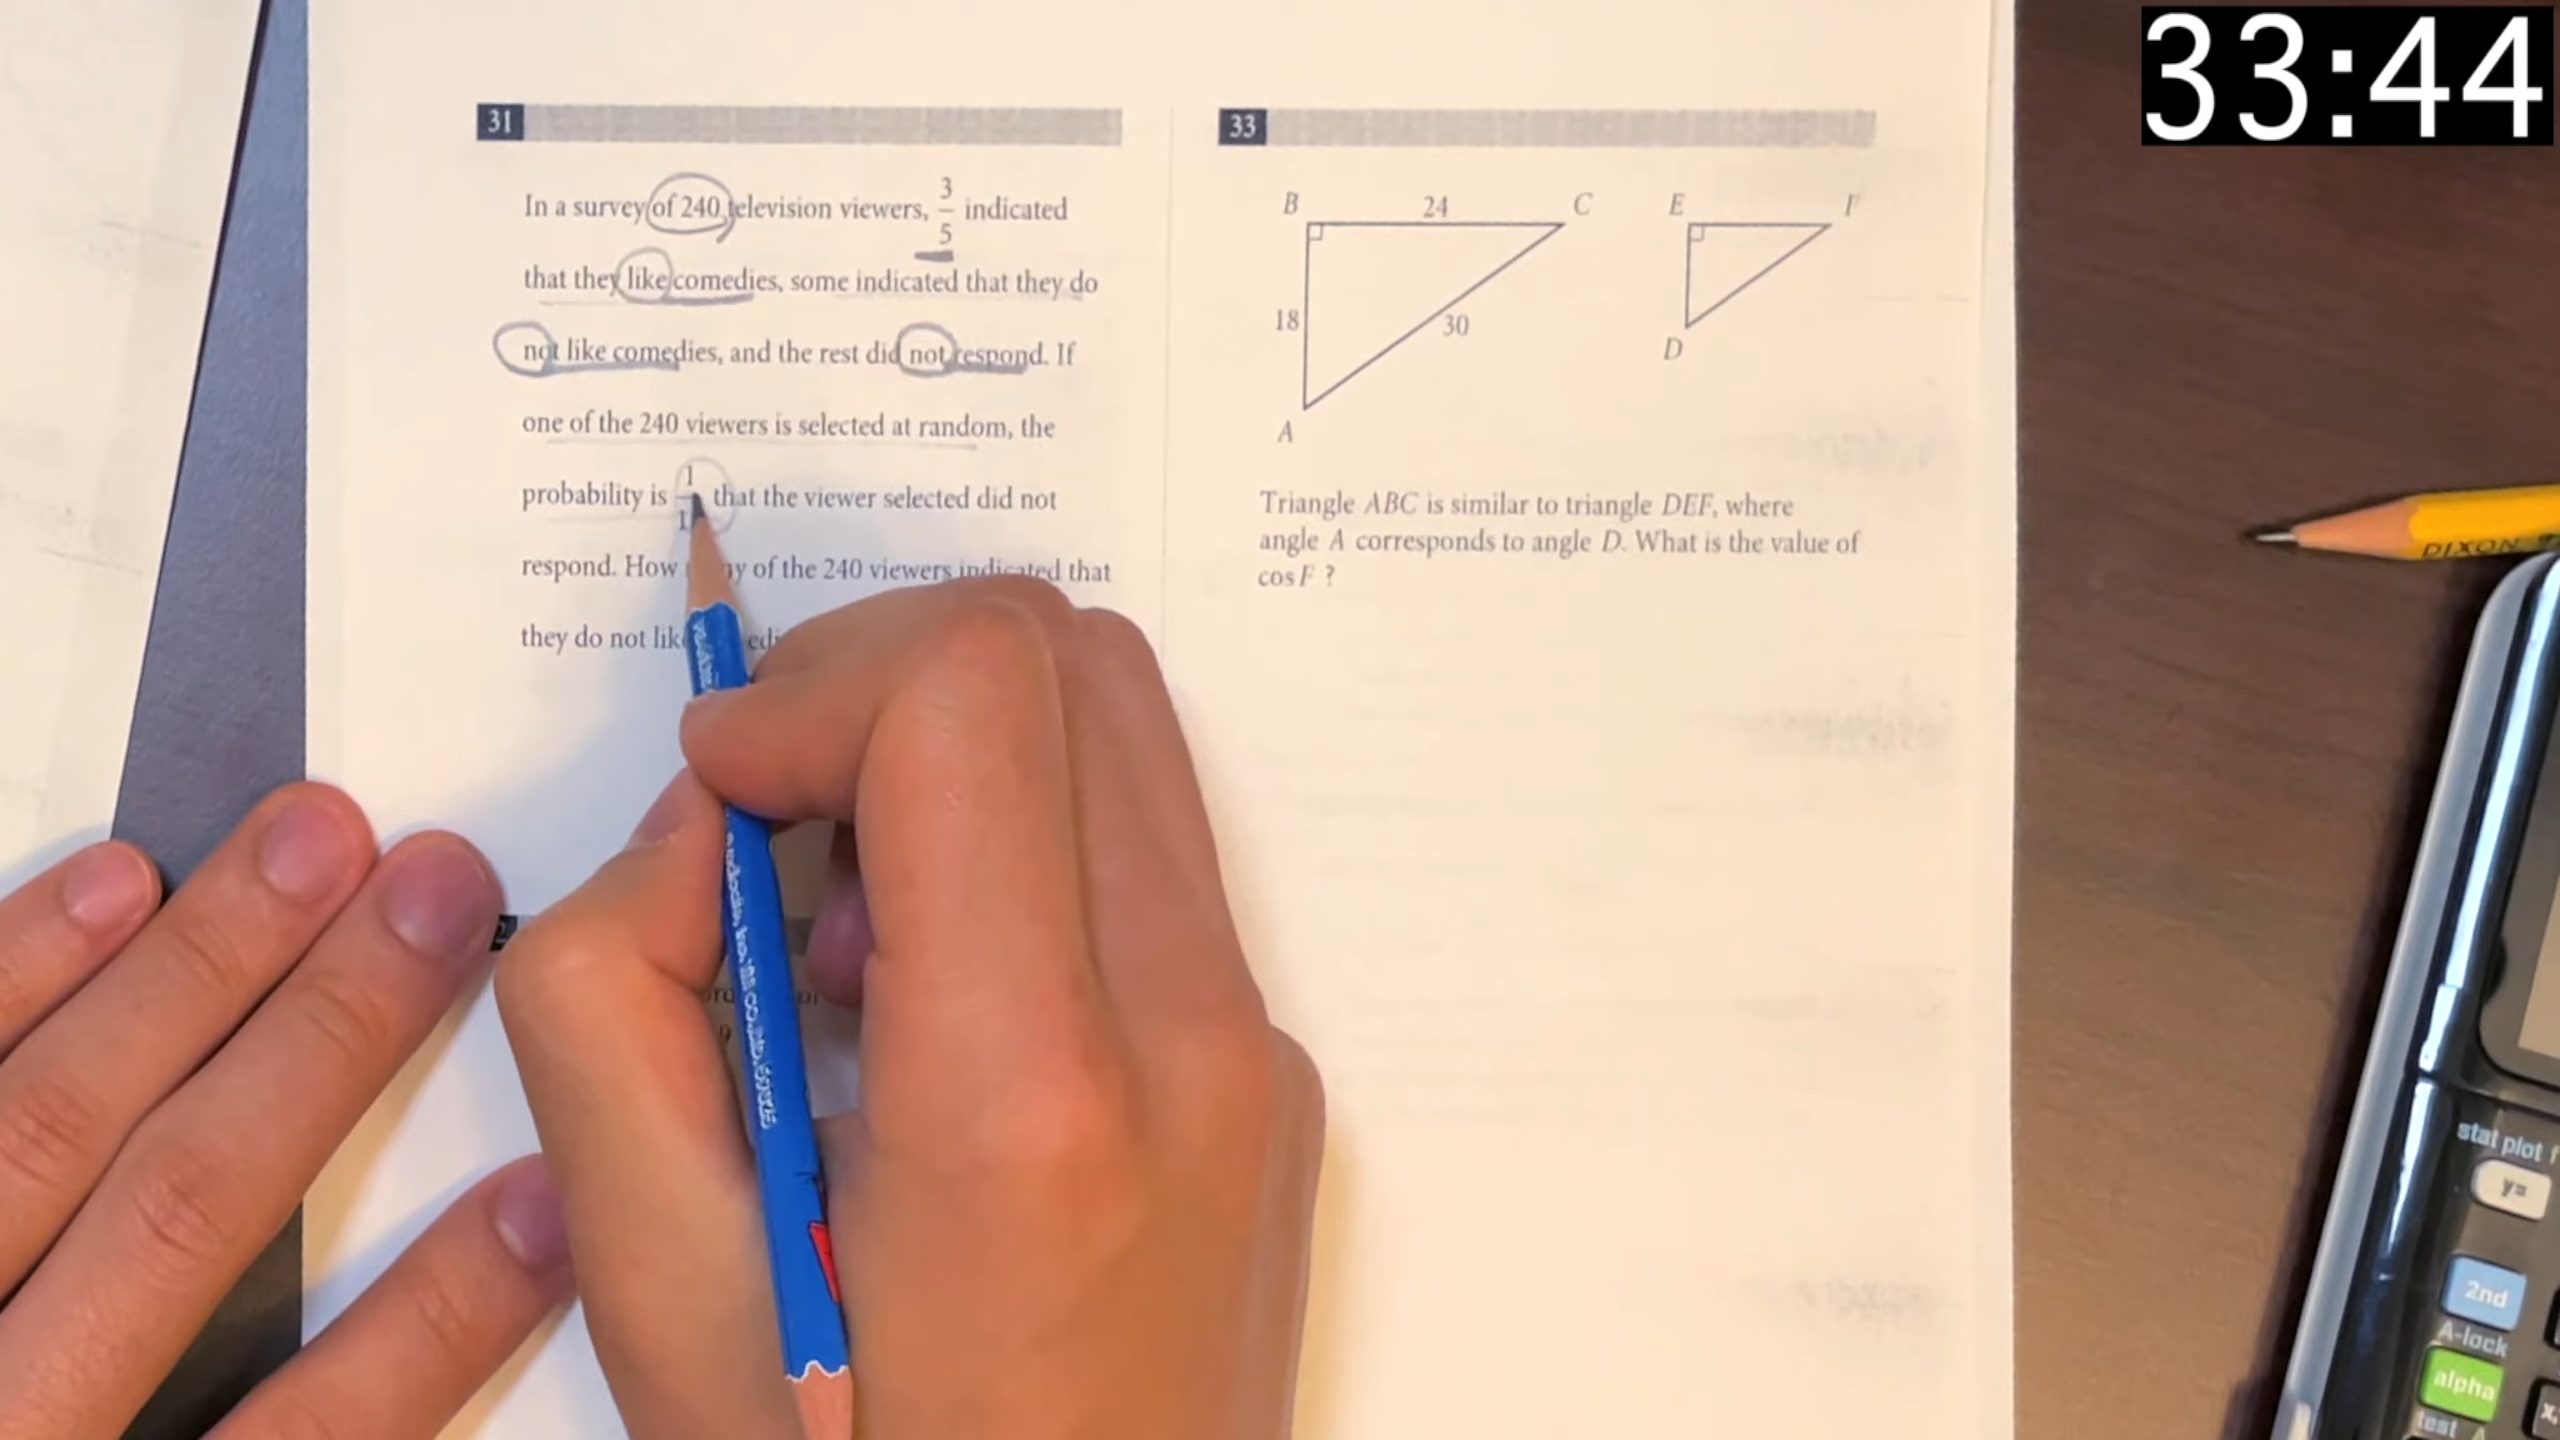 33:44
31
In a survey of 240 television viewers, 3/5 indicated
that they like comedies, some indicated that they do
not like comedies, and the rest did not respond. If
one of the 240 viewers is selected at random, the
probability is that the viewer selected did not
respond. How of the 240 viewers indicated that
they do not
33
B 24 C
18
30
A
E
D
Triangle ABC is similar to triangle DEF, where
angle A corresponds to angle D. What is the value of
cos F ?
9
DIXON
stat plot
y=
2nd
A-lock
alpha
test